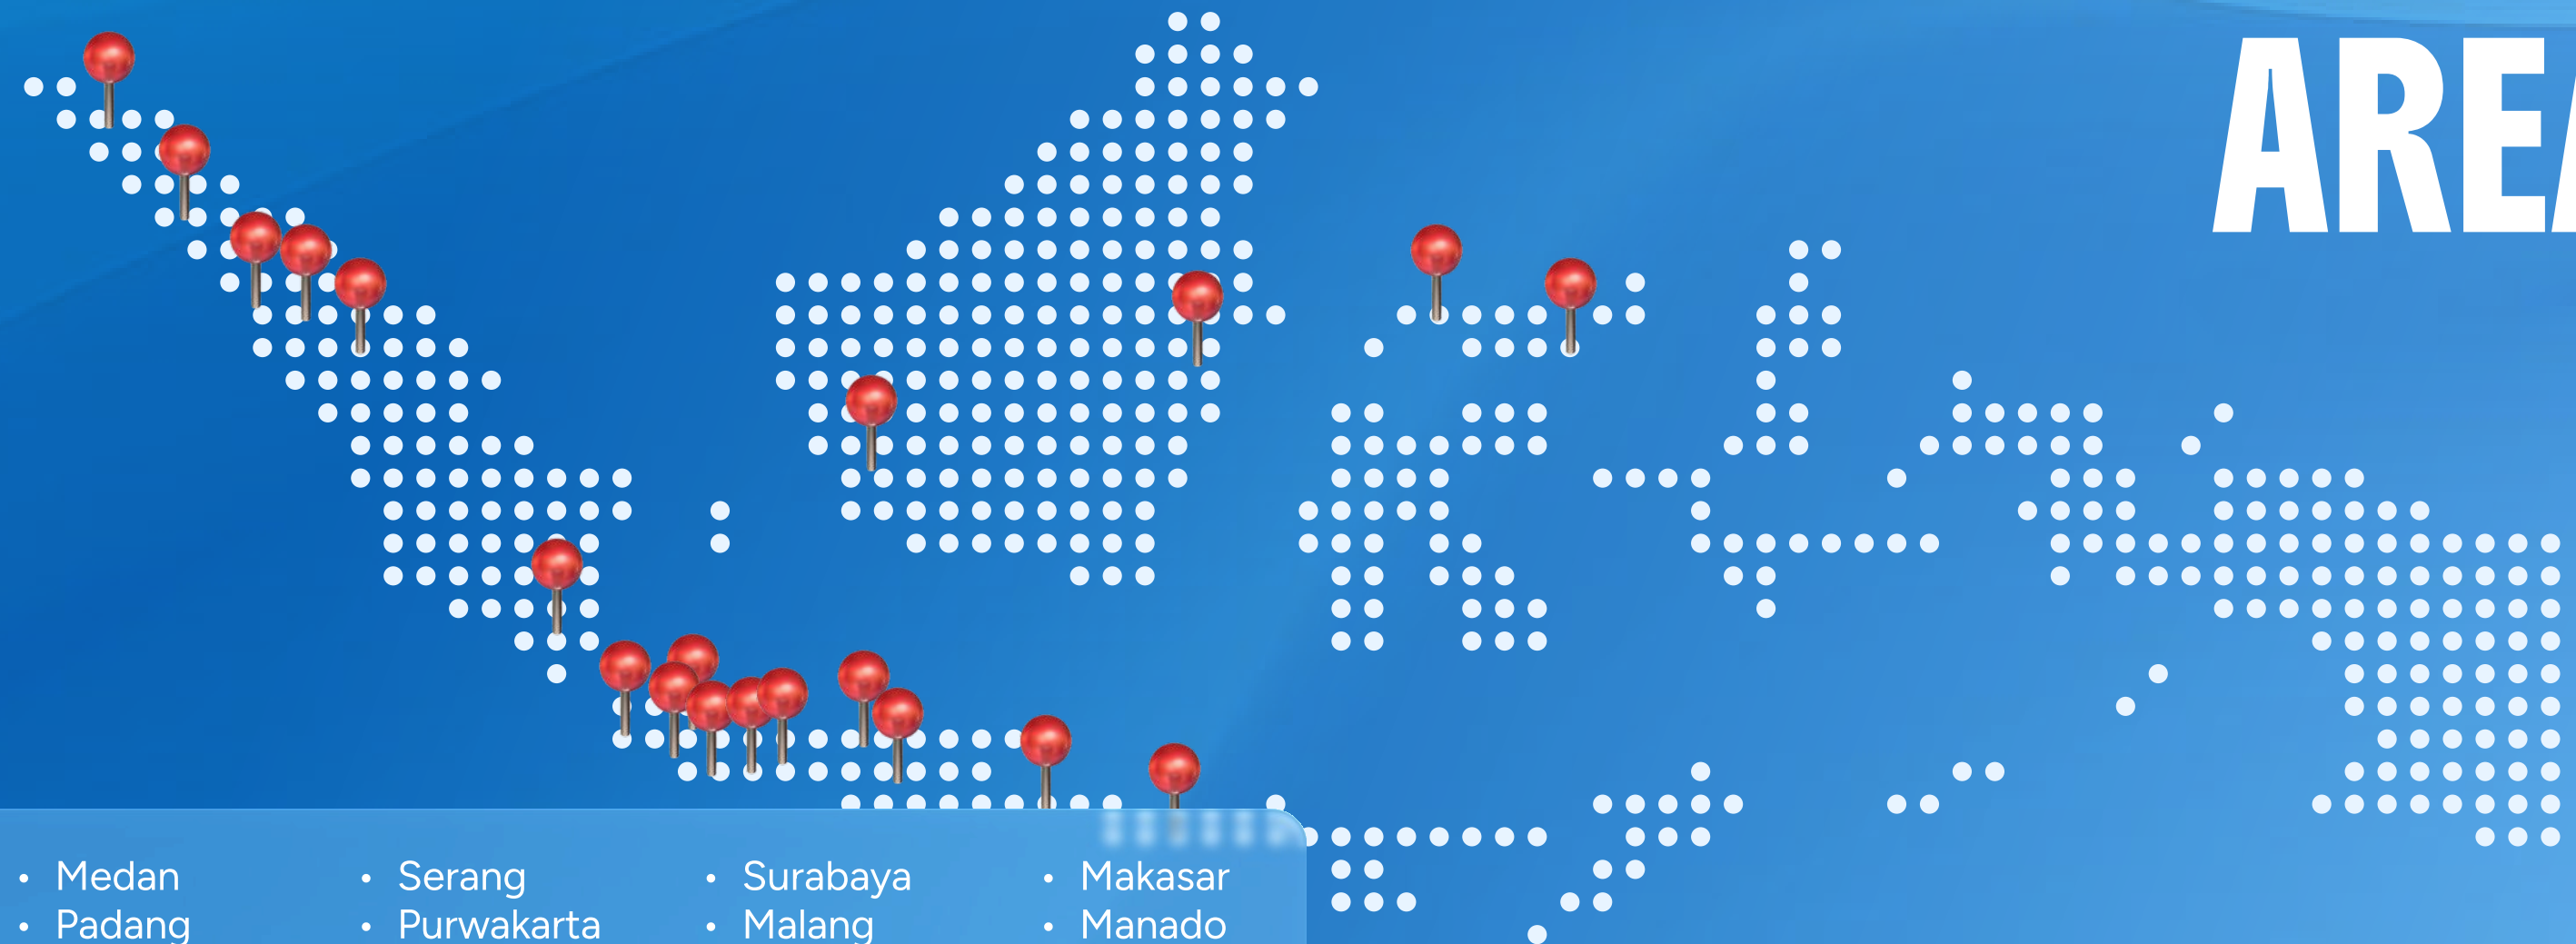 AREA
• Medan
• Serang
• Surabaya
• Makasar
• Padang
• Purwakarta
• Malang
• Manado